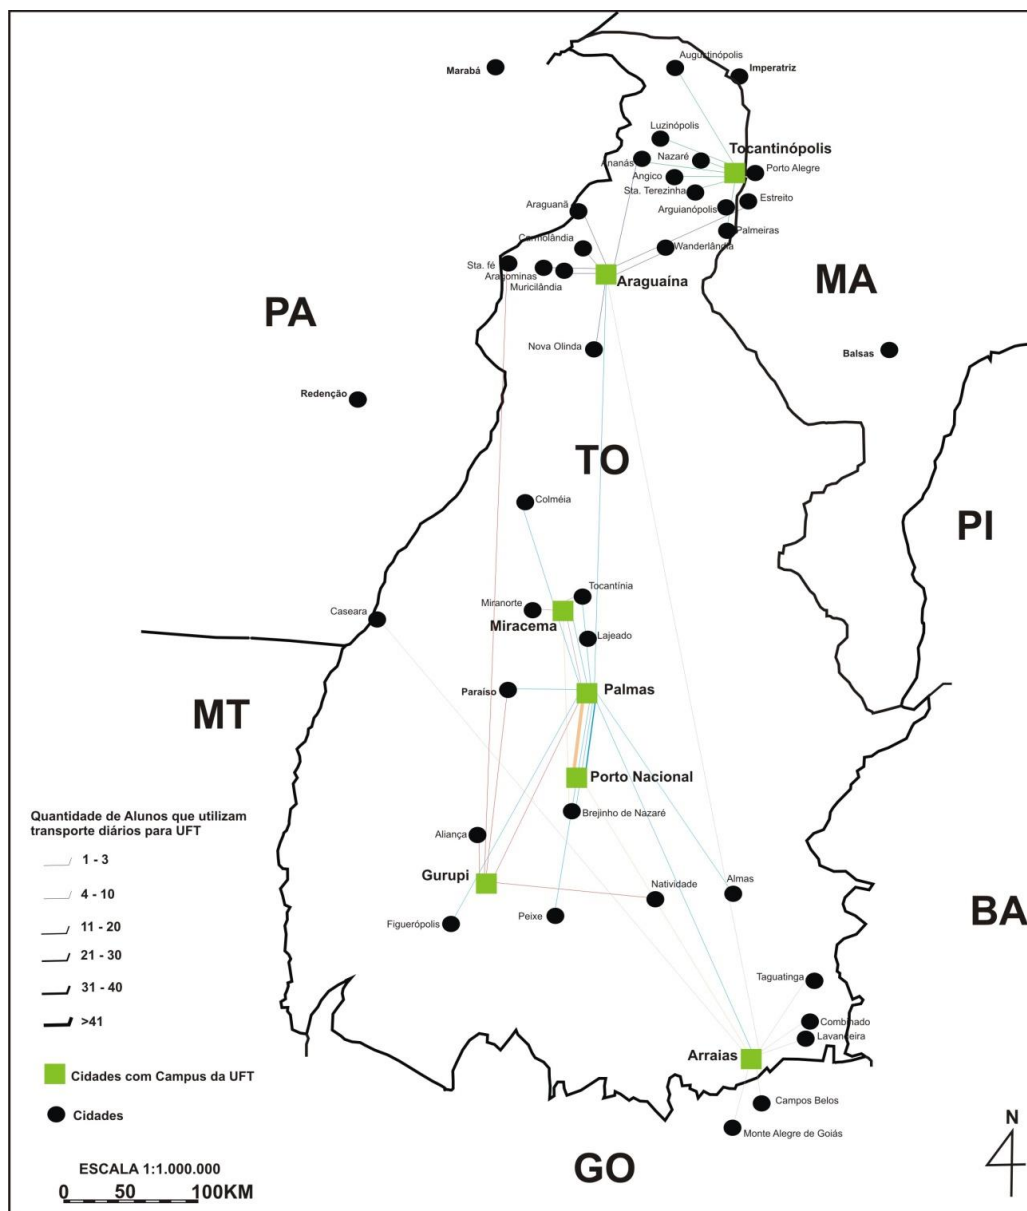 Augustinópolis
Marabá
Imperatriz
Luzinópolis
Tocantinópolis
Ananás
Nazaré
Porto Alegre
Angico
Sta. Terezinha
Estreito
Araguanã
Arguianópolis
Palmeiras
Carmolândia
Wanderlândia
Sta. fé
Aragominas
Muricilândia
Araguaína
MA
PA
Nova Olinda
Balsas
Redenção
TO
Colméia
PI
Tocantínia
Caseara
Miranorte
Miracema
Lajeado
Paraíso
Palmas
MT
Porto Nacional
Brejinho de Nazaré
Quantidade de Alunos que utilizam
transporte diários para UFT
1 - 3
4 - 10
11 - 20
21 - 30
31 - 40
>41
Cidades com Campus da UFT
Cidades
ESCALA 1:1.000.000
0 50 100KM
Aliança
Gurupi
Natividade
Almas
Figuerópolis
Peixe
BA
Taguatinga
Combinado
Lavandeira
Arraias
Campos Belos
Monte Alegre de Goiás
GO
N